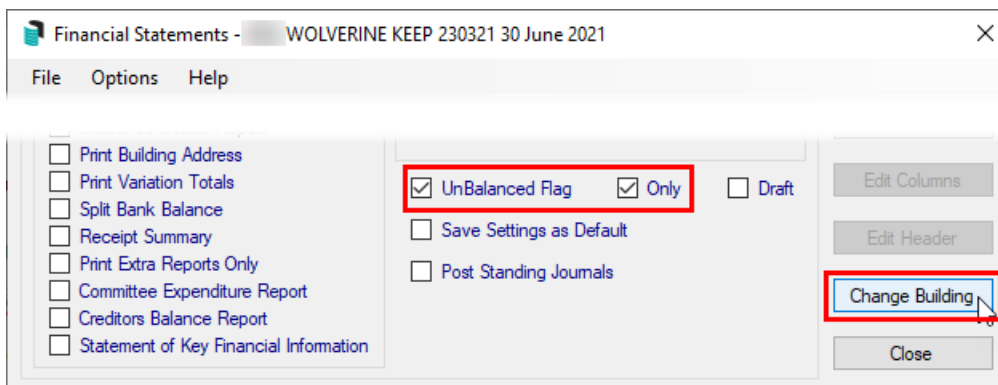 Financial Statements - WOLVERINE KEEP 230321 30 June 2021
File Options Help
Print Building Address
Print Variation Totals
Split Bank Balance
Receipt Summary
Print Extra Reports Only
Committee Expenditure Report
Creditors Balance Report
Statement of Key Financial Information
UnBalanced Flag Only Draft
Save Settings as Default
Post Standing Journals
Edit Columns
Edit Header
Change Building
Close